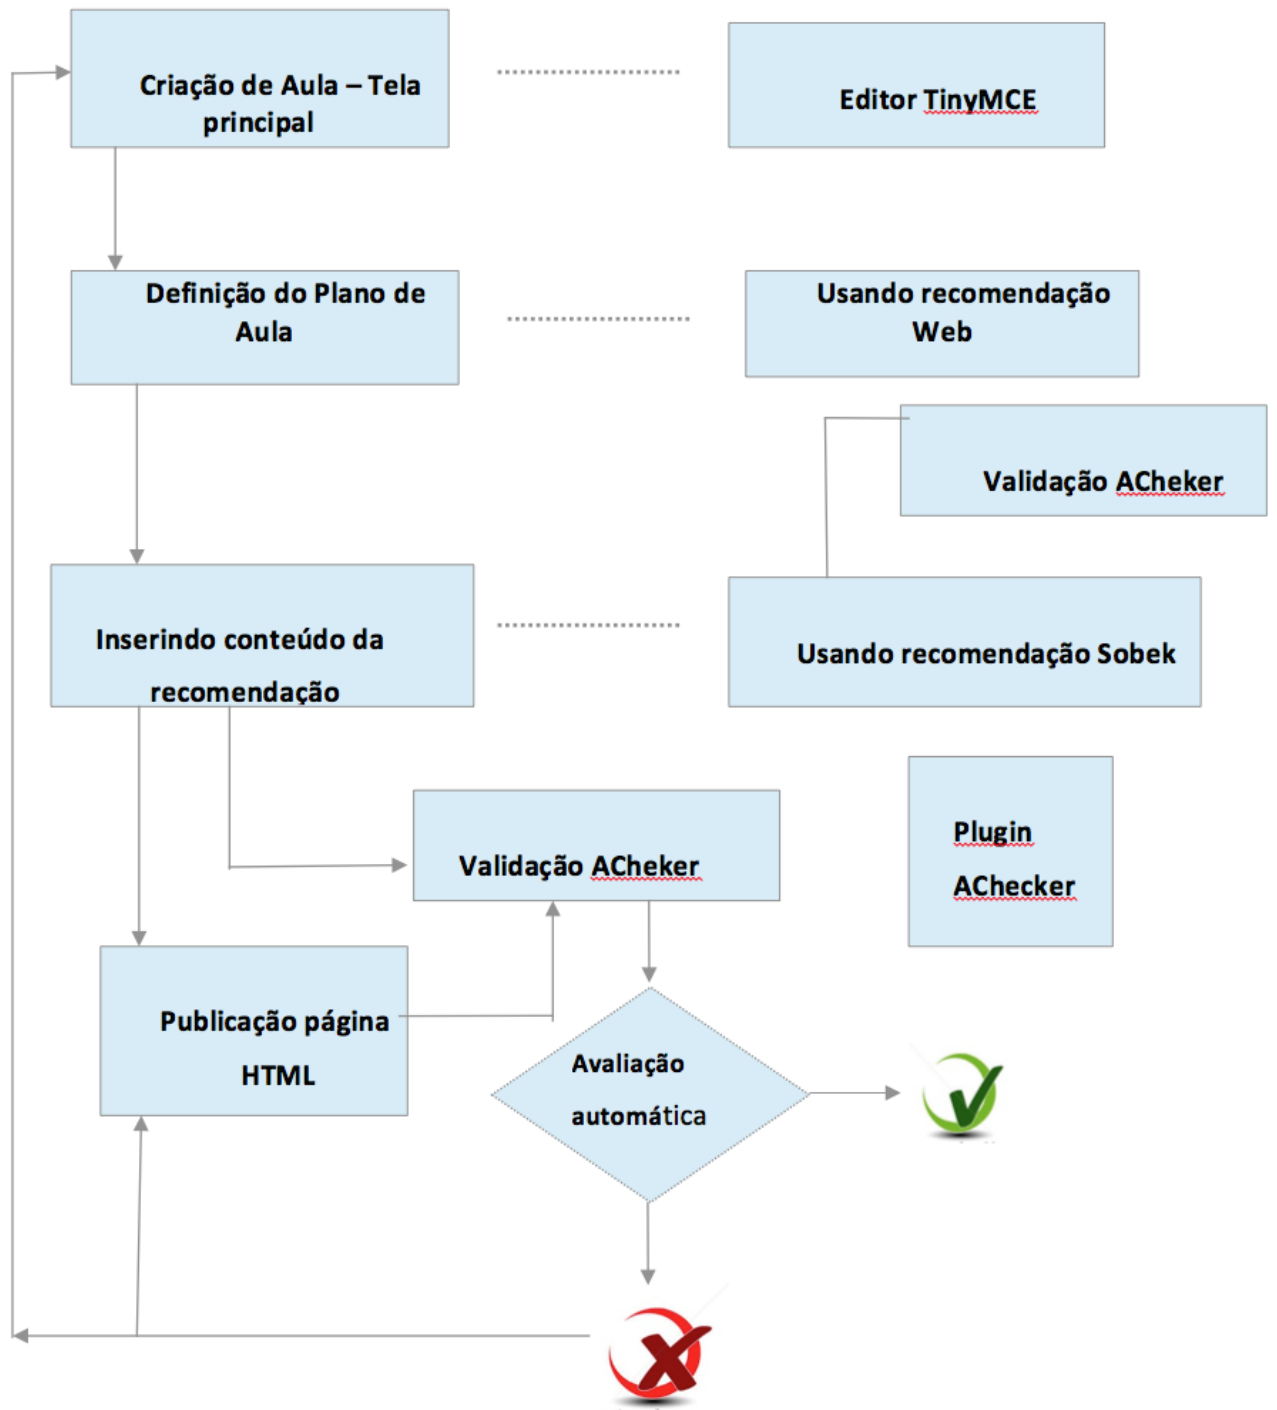 Criação de Aula – Tela
principal
Editor TinyMCE
Definição do Plano de
Aula
Usando recomendação
Web
Validação ACheker
Inserindo conteúdo da
recomendação
Usando recomendação Sobek
Validação ACheker
Plugin
AChecker
Publicação página
HTML
Avaliação
automática